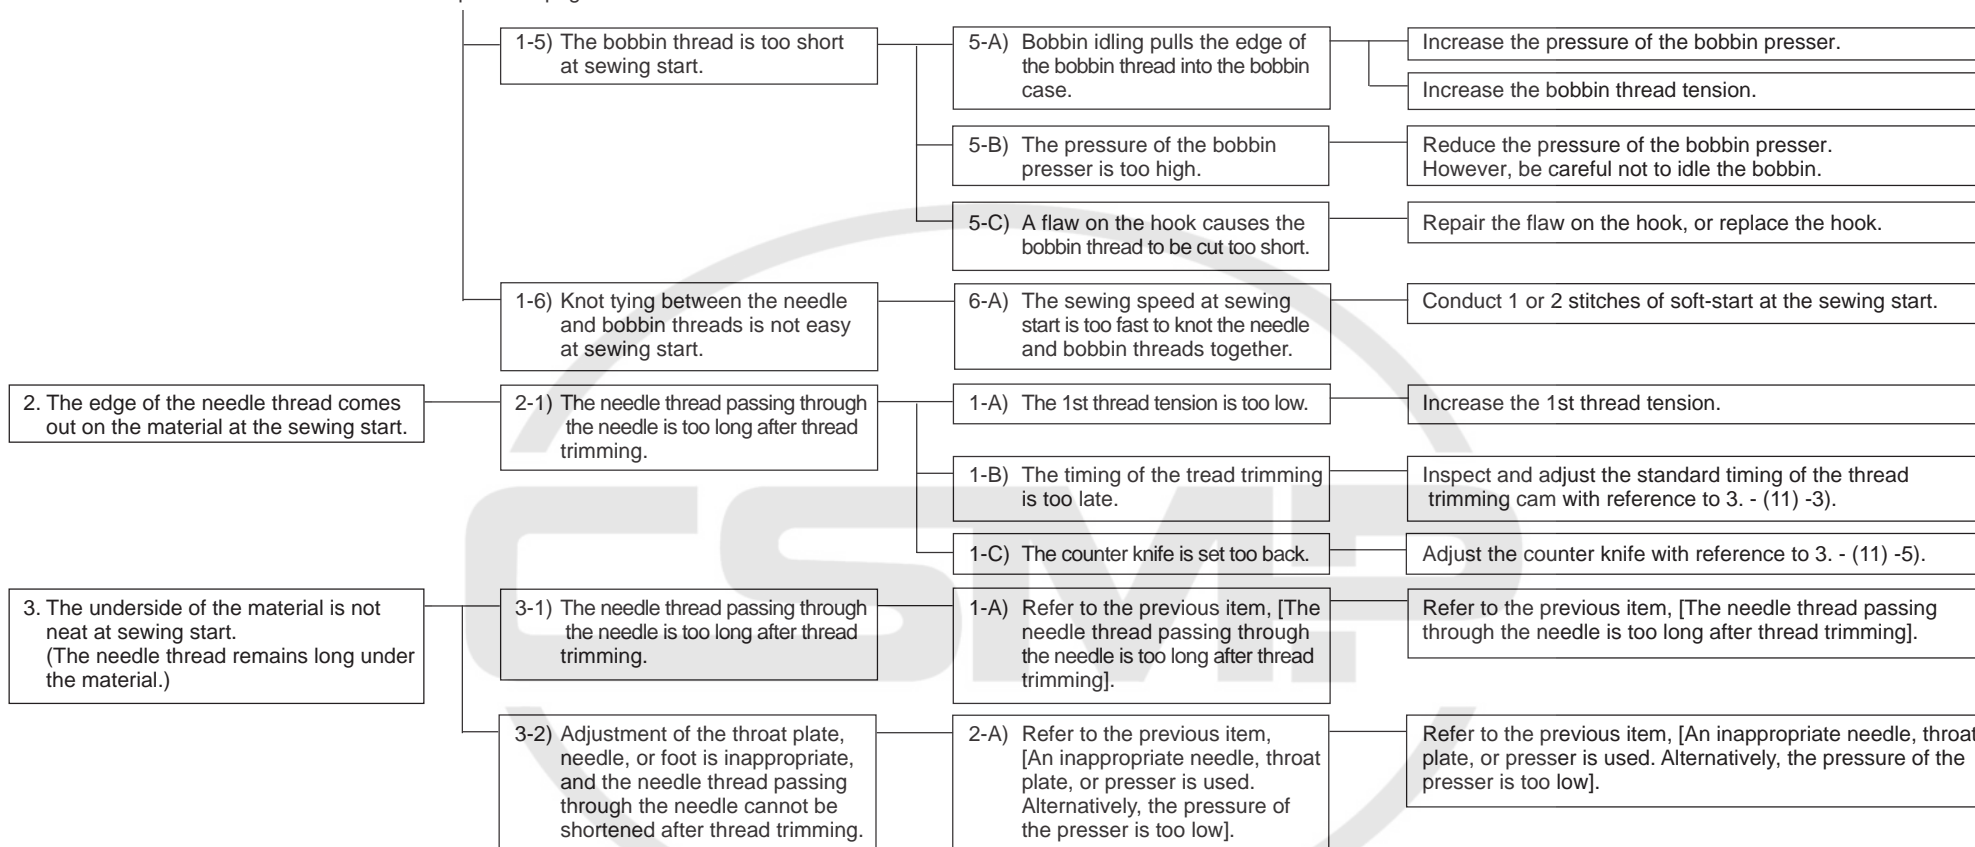 1-5) The bobbin thread is too short
at sewing start.
5-A) Bobbin idling pulls the edge of
the bobbin thread into the bobbin
case.
Increase the pressure of the bobbin presser.
Increase the bobbin thread tension.
5-B) The pressure of the bobbin
presser is too high.
Reduce the pressure of the bobbin presser.
However, be careful not to idle the bobbin.
5-C) A flaw on the hook causes the
bobbin thread to be cut too short.
Repair the flaw on the hook, or replace the hook.
1-6) Knot tying between the needle
and bobbin threads is not easy
at sewing start.
6-A) The sewing speed at sewing
start is too fast to knot the needle
and bobbin threads together.
Conduct 1 or 2 stitches of soft-start at the sewing start.
2. The edge of the needle thread comes
out on the material at the sewing start.
2-1) The needle thread passing through
the needle is too long after thread
trimming.
1-A) The 1st thread tension is too low.
Increase the 1st thread tension.
1-B) The timing of the tread trimming
is too late.
Inspect and adjust the standard timing of the thread
trimming cam with reference to 3. - (11) -3).
1-C) The counter knife is set too back.
Adjust the counter knife with reference to 3. - (11) -5).
3. The underside of the material is not
neat at sewing start.
(The needle thread remains long under
the material.)
3-1) The needle thread passing through
the needle is too long after thread
trimming.
1-A) Refer to the previous item, [The
needle thread passing through
the needle is too long after thread
trimming].
Refer to the previous item, [The needle thread passing
through the needle is too long after thread trimming].
3-2) Adjustment of the throat plate,
needle, or foot is inappropriate,
and the needle thread passing
through the needle cannot be
shortened after thread trimming.
2-A) Refer to the previous item,
[An inappropriate needle, throat
plate, or presser is used.
Alternatively, the pressure of
the presser is too low].
Refer to the previous item, [An inappropriate needle, throat
plate, or presser is used. Alternatively, the pressure of the
presser is too low].
CSMP